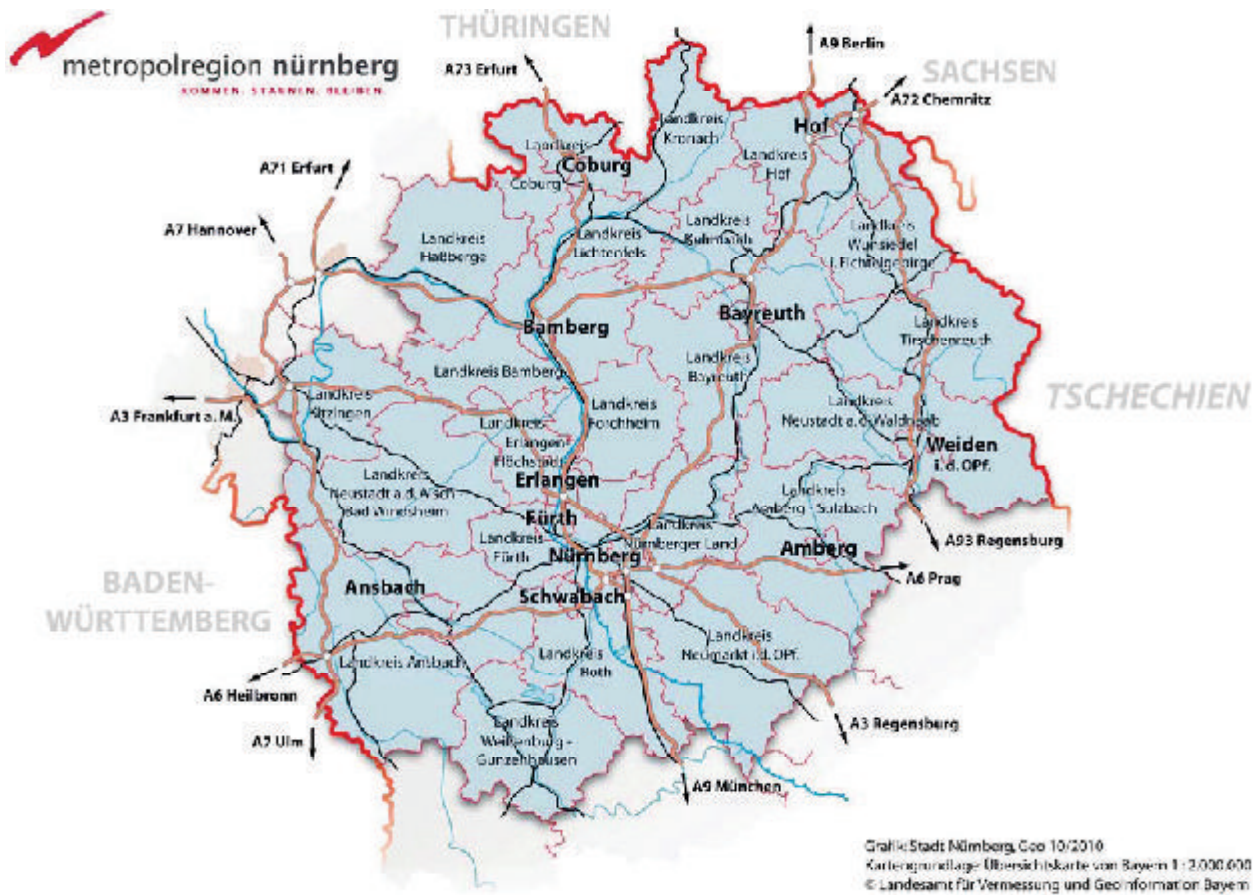 metropolregion nürnberg
KOMMEN. STAUNEN. BLEIBEN.
THÜRINGEN
SACHSEN
TSCHECHIEN
BADEN-
WÜRTTEMBERG
A9 Berlin
A73 Erfurt
A72 Chemnitz
A71 Erfurt
A7 Hannover
A3 Frankfurt a. M.
A6 Heilbronn
A7 Ulm
A9 München
A3 Regensburg
A6 Prag
A93 Regensburg
Hof
Landkreis
Hof
Landkreis
Kronach
Landkreis
Coburg
Coburg
Landkreis
Lichtenfels
Landkreis
Kulmbach
Landkreis
Wunsiedel
i. Fichtelgebirge
Landkreis
Haßberge
Bamberg
Bayreuth
Landkreis
Tirschenreuth
Landkreis Bamberg
Landkreis
Bayreuth
Landkreis
Kitzingen
Landkreis
Forchheim
Landkreis
Erlangen-
Höchstadt
Landkreis
Neustadt a. d. Waldnaab
Weiden
i. d. OPf.
Landkreis
Neustadt a. d. Aisch -
Bad Windsheim
Erlangen
Landkreis
Amberg - Sulzbach
Fürth
Landkreis
Fürth
Landkreis
Nürnberger Land
Nürnberg
Amberg
Ansbach
Schwabach
Landkreis Ansbach
Landkreis
Roth
Landkreis
Neumarkt i. d. OPf.
Landkreis
Weißenburg -
Gunzenhausen
Grafik: Stadt Nürnberg, Geo 10/2010
Kartengrundlage: Übersichtskarte von Bayern 1 : 2.000.000
© Landesamt für Vermessung und Geoinformation Bayern